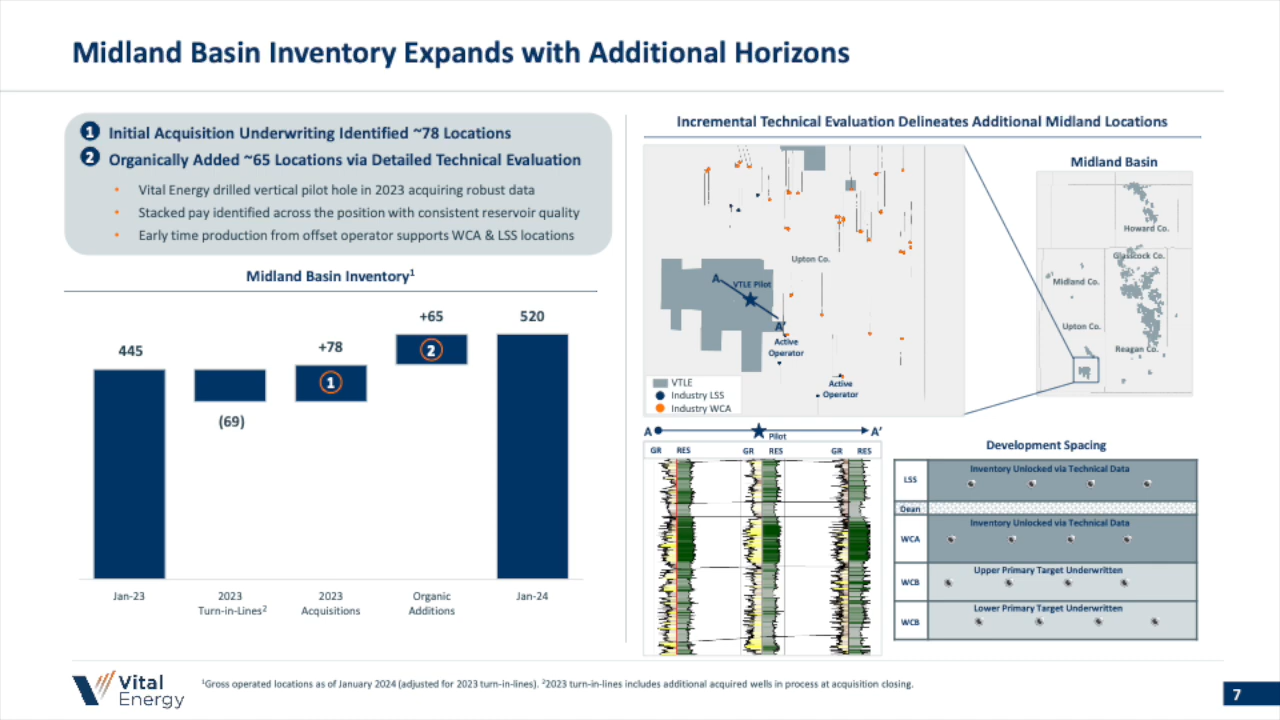 Midland Basin Inventory Expands with Additional Horizons
1 Initial Acquisition Underwriting Identified ~78 Locations
2 Organically Added ~65 Locations via Detailed Technical Evaluation
• Vital Energy drilled vertical pilot hole in 2023 acquiring robust data
• Stacked pay identified across the position with consistent reservoir quality
• Early time production from offset operator supports WCA & LSS locations
Midland Basin Inventory¹
445
(69)
+78
1
+65
2
520
Jan-23
2023
Turn-in-Lines²
2023
Acquisitions
Organic
Additions
Jan-24
Incremental Technical Evaluation Delineates Additional Midland Locations
Upton Co.
A
VTLE Pilot
A'
Active
Operator
Active
Operator
VTLE
Industry LSS
Industry WCA
Midland Basin
Howard Co.
Glasscock Co.
Midland Co.
Upton Co.
Reagan Co.
A
Pilot
A'
GR RES
GR RES
GR RES
Development Spacing
LSS
Inventory Unlocked via Technical Data
Dean
WCA
Inventory Unlocked via Technical Data
WCB
Upper Primary Target Underwritten
WCB
Lower Primary Target Underwritten
Vital
Energy
¹Gross operated locations as of January 2024 (adjusted for 2023 turn-in-lines). ²2023 turn-in-lines includes additional acquired wells in process at acquisition closing.
7